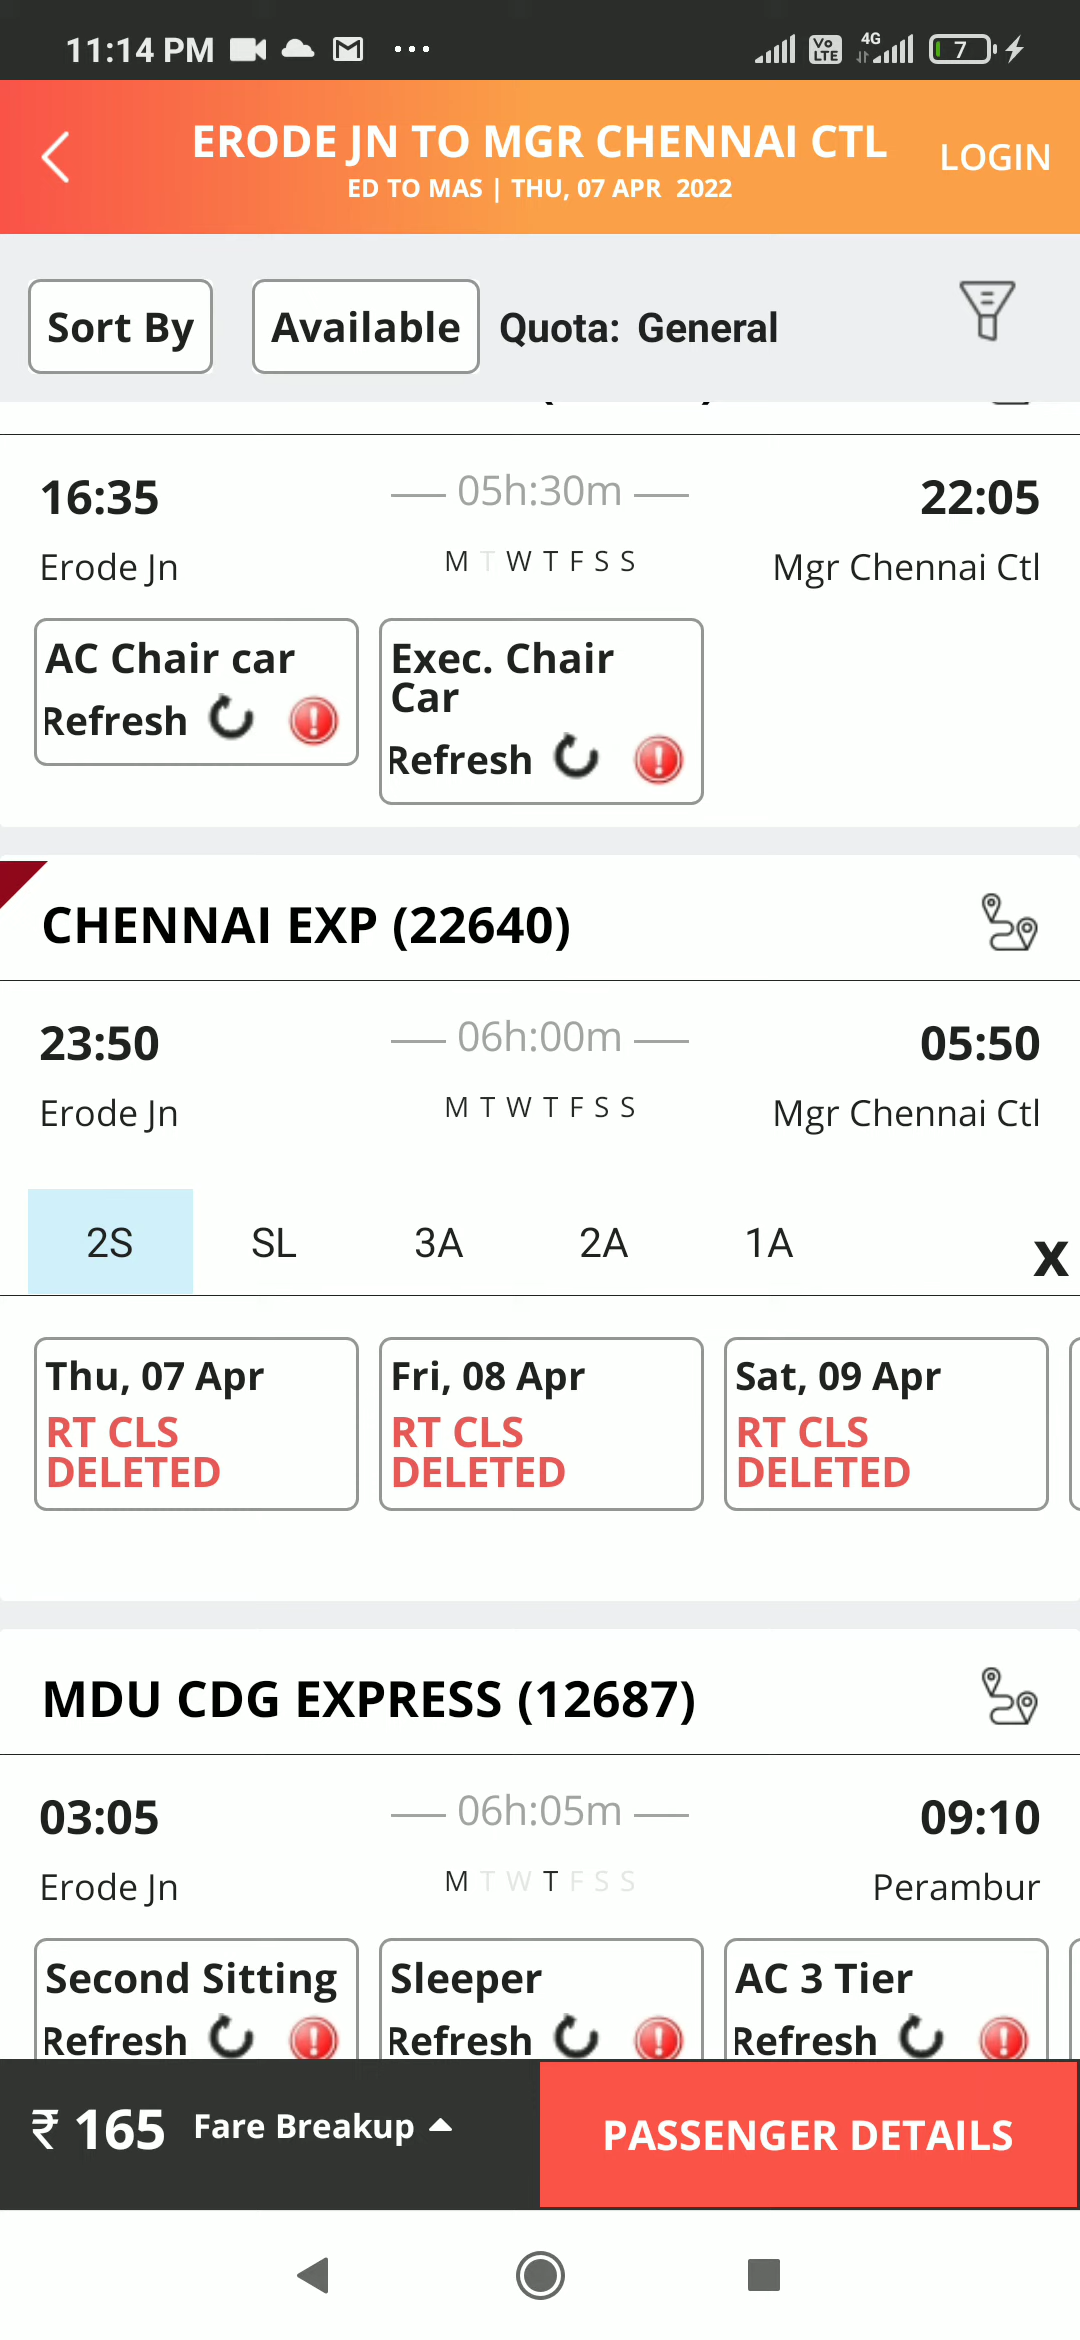 11:14 PM
Vo LTE 4G 7
ERODE JN TO MGR CHENNAI CTL
LOGIN
ED TO MAS | THU, 07 APR 2022
Sort By Available Quota: General
16:35 05h:30m 22:05
Erode Jn M T W T F S S Mgr Chennai Ctl
AC Chair car
Refresh
Exec. Chair
Car
Refresh
CHENNAI EXP (22640)
23:50 06h:00m 05:50
Erode Jn M T W T F S S Mgr Chennai Ctl
2S SL 3A 2A 1A X
Thu, 07 Apr
RT CLS
DELETED
Fri, 08 Apr
RT CLS
DELETED
Sat, 09 Apr
RT CLS
DELETED
MDU CDG EXPRESS (12687)
03:05 06h:05m 09:10
Erode Jn M T W T F S S Perambur
Second Sitting
Refresh
Sleeper
Refresh
AC 3 Tier
Refresh
₹ 165 Fare Breakup
PASSENGER DETAILS